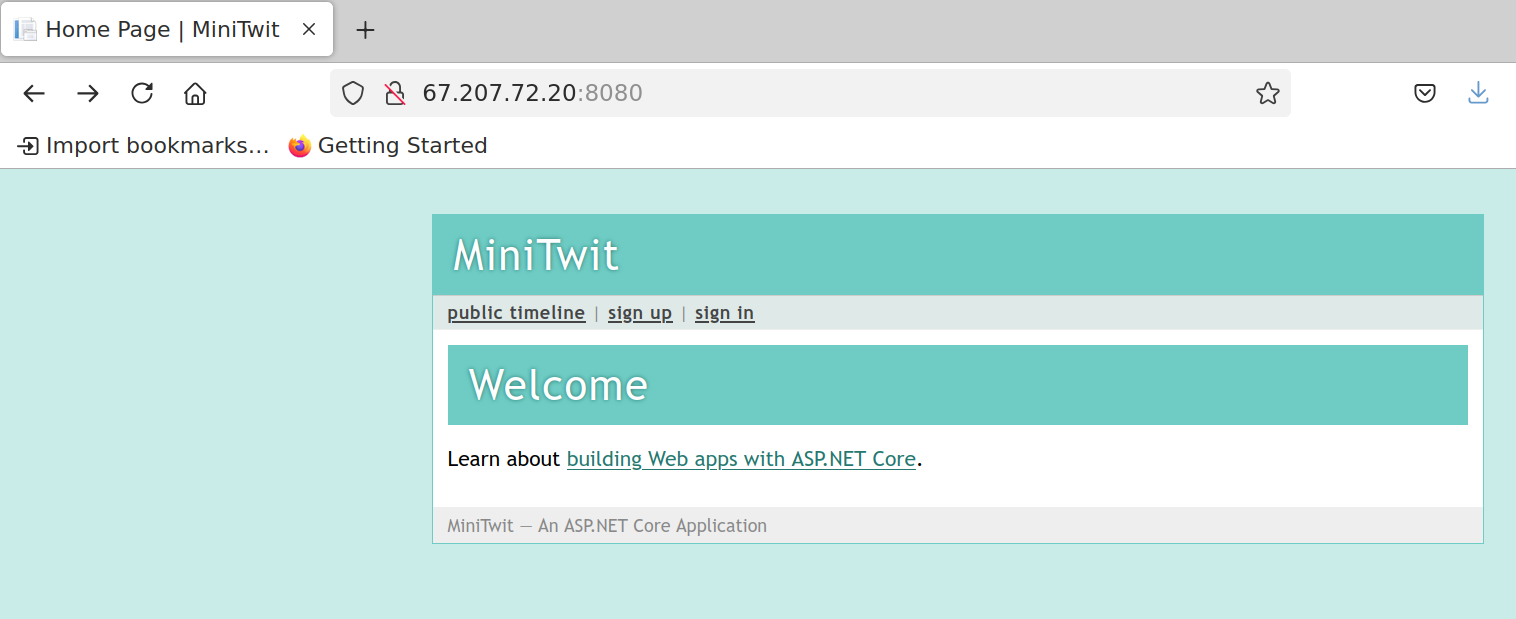 Home Page | MiniTwit
67.207.72.20:8080
Import bookmarks…
Getting Started
MiniTwit
public timeline | sign up | sign in
Welcome
Learn about building Web apps with ASP.NET Core.
MiniTwit — An ASP.NET Core Application